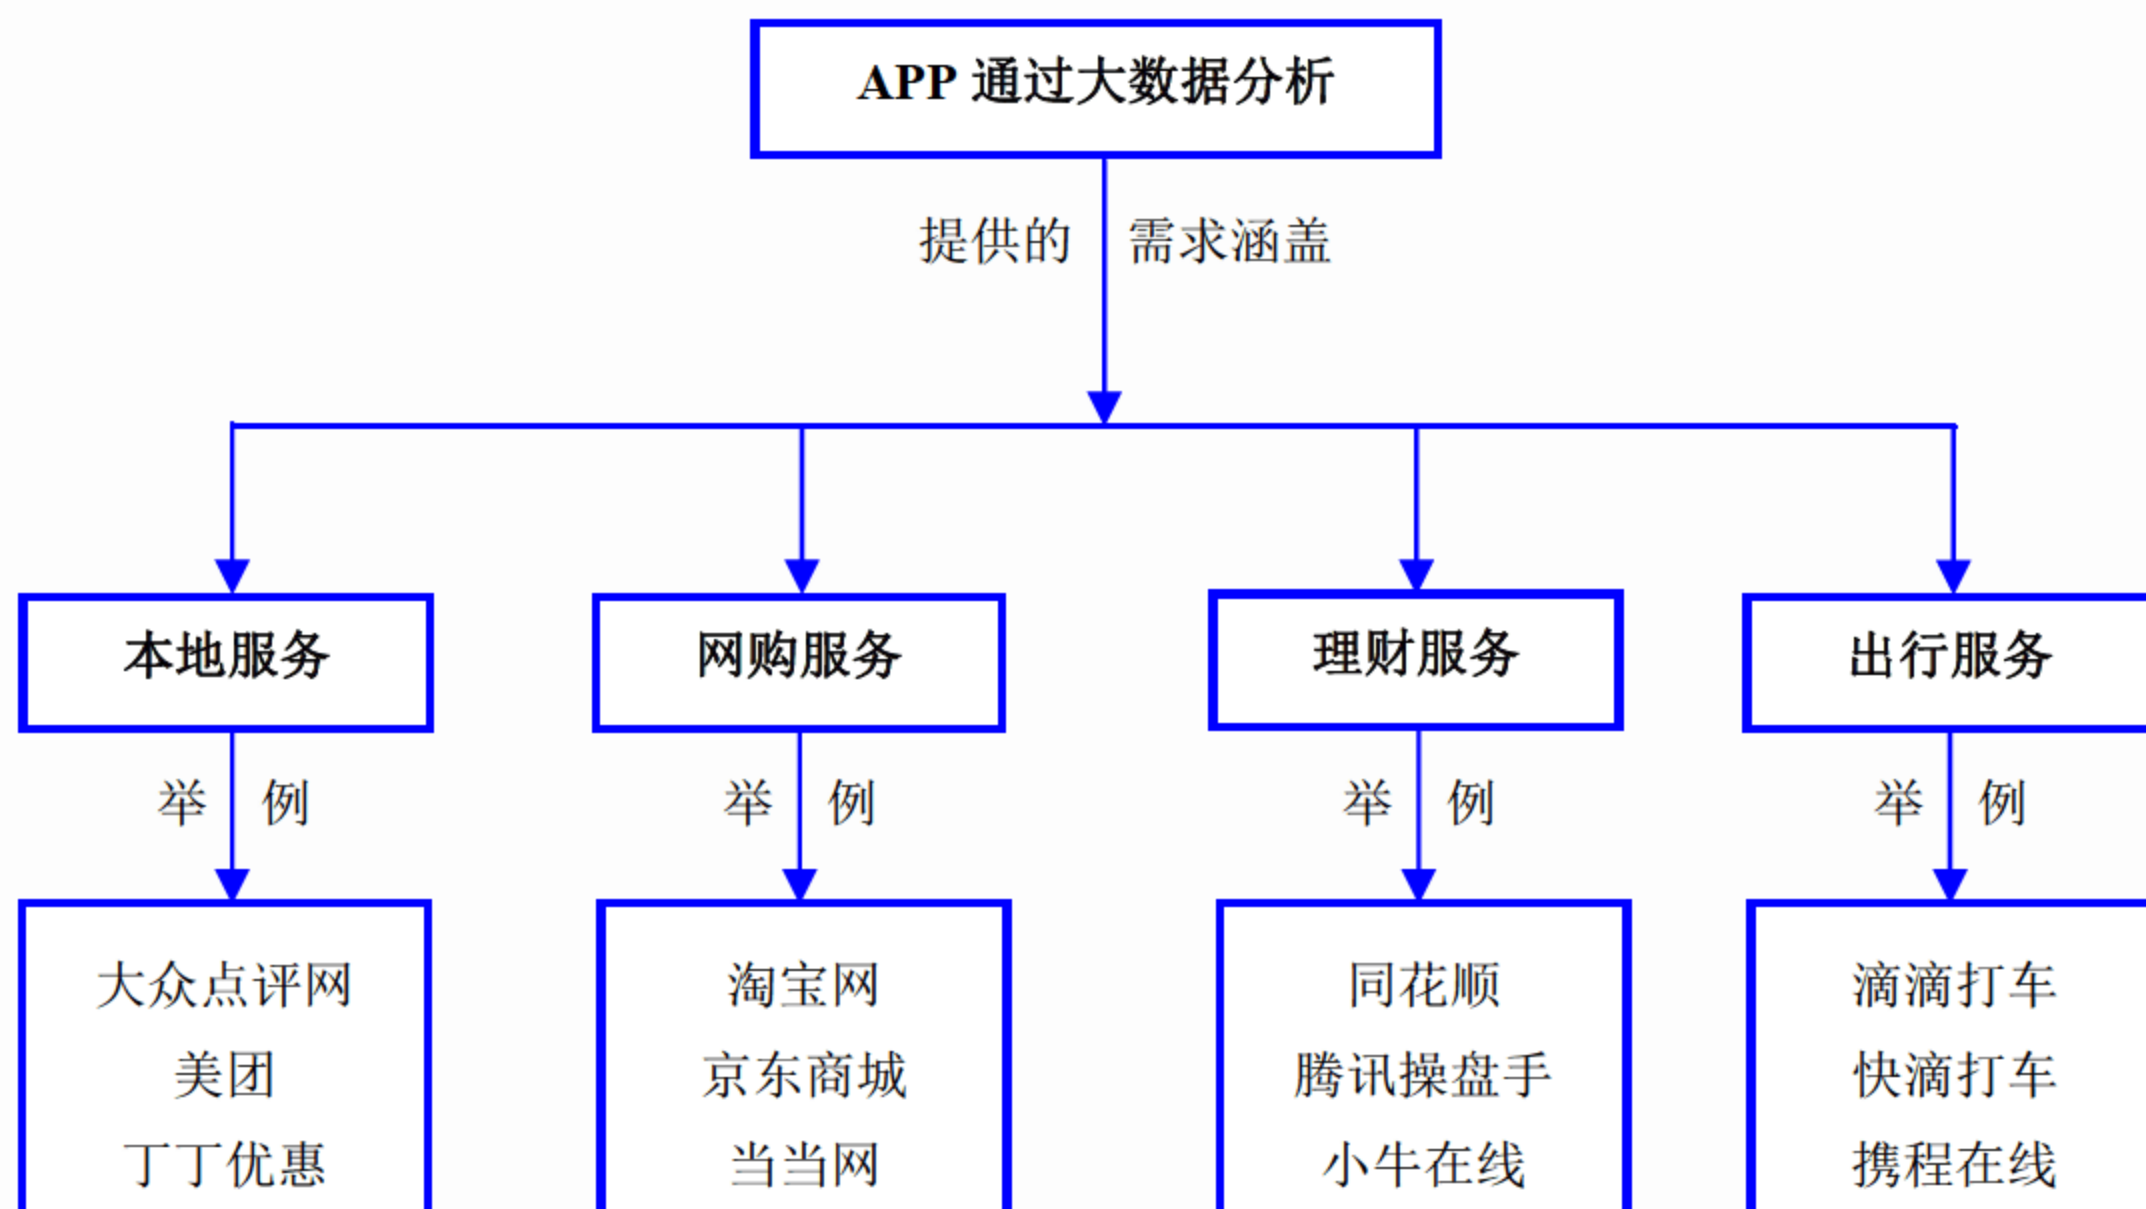 APP 通过大数据分析
提供的 需求涵盖
本地服务 网购服务 理财服务 出行服务
举 例 举 例 举 例 举 例
大众点评网
美团
丁丁优惠
淘宝网
京东商城
当当网
同花顺
腾讯操盘手
小牛在线
滴滴打车
快滴打车
携程在线